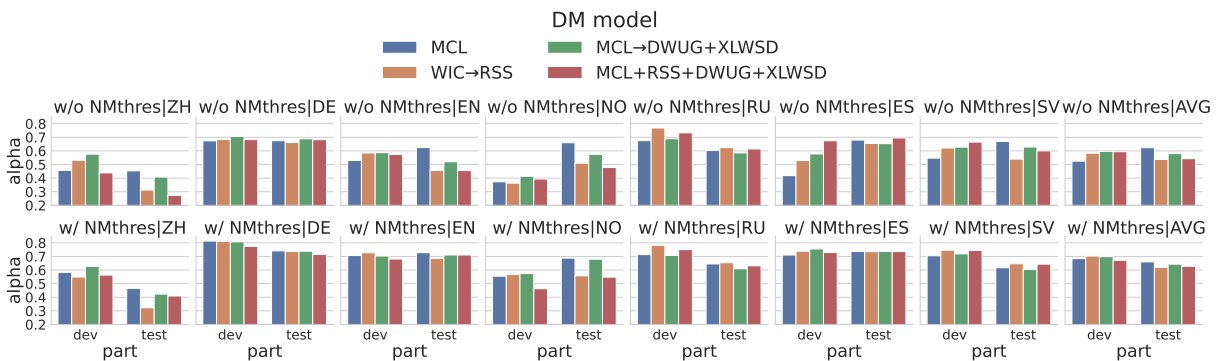 DM model
MCL
MCL→DWUG+XLWSD
WIC→RSS
MCL+RSS+DWUG+XLWSD
w/o NMthres|ZH w/o NMthres|DE w/o NMthres|EN w/o NMthres|NO w/o NMthres|RU w/o NMthres|ES w/o NMthres|SV w/o NMthres|AVG
0.8
0.7
0.6
0.5
0.4
0.3
0.2
alpha
w/ NMthres|ZH w/ NMthres|DE w/ NMthres|EN w/ NMthres|NO w/ NMthres|RU w/ NMthres|ES w/ NMthres|SV w/ NMthres|AVG
0.8
0.7
0.6
0.5
0.4
0.3
0.2
alpha
dev test dev test dev test dev test dev test dev test dev test dev test
part part part part part part part part